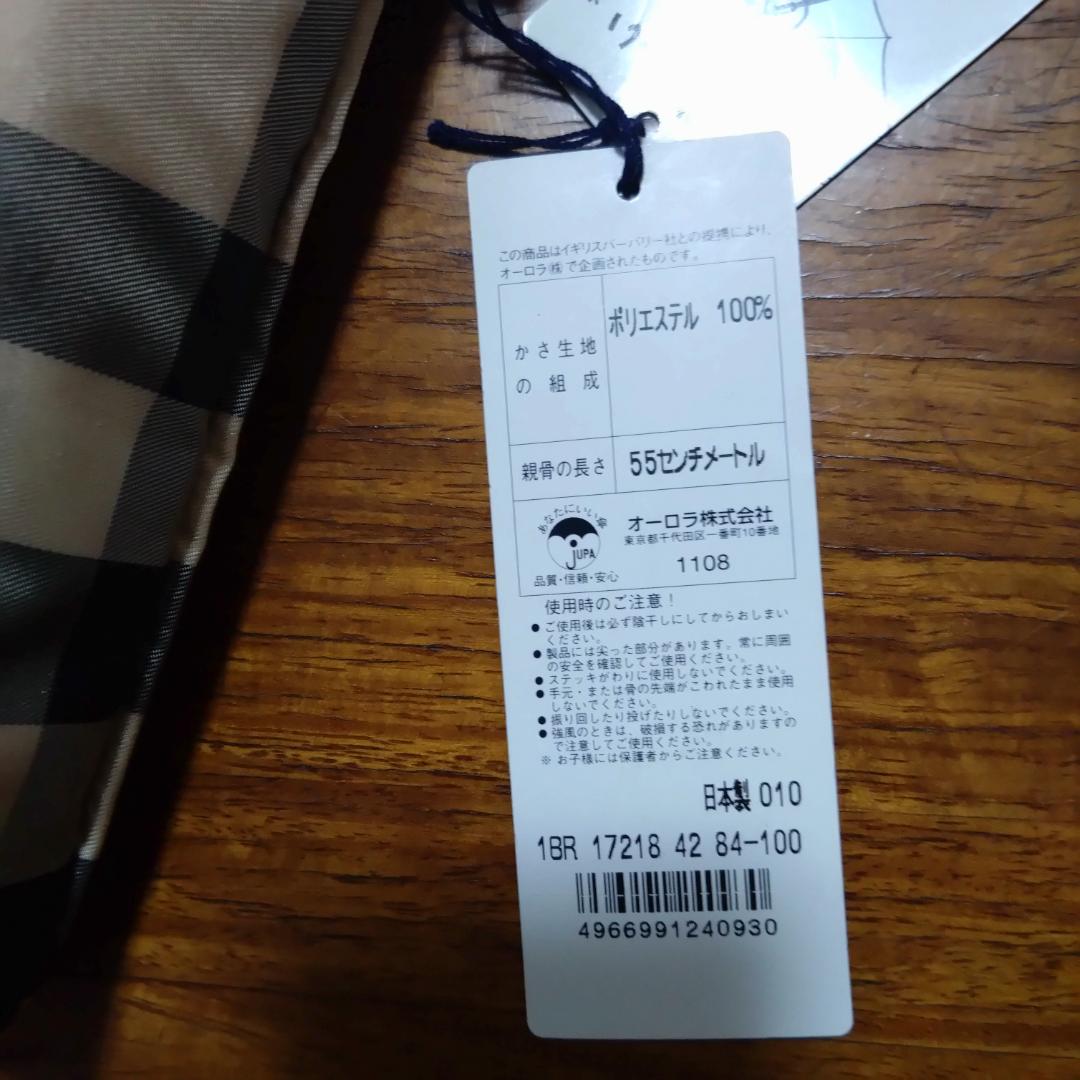 この商品はイギリスバーバリー社との提携により、
オーロラ㈱で企画されたものです。
かさ生地
の組成
ポリエステル 100%
親骨の長さ
55センチメートル
あなたにいい傘
JUPA
品質・信頼・安心
オーロラ株式会社
東京都千代田区一番町10番地
1108
使用時のご注意!
● ご使用後は必ず陰干しにしてからおしまい
ください。
● 製品には尖った部分があります。常に周囲
の安全を確認してご使用ください。
● ステッキがわりに使用しないでください。
● 手元・または骨の先端がこわれたまま使用
しないでください。
● 振り回したり投げたりしないでください。
● 強風のときは、破損する恐れがありますの
で注意してご使用ください。
※ お子様には保護者からご注意ください。
日本製 010
1BR 17218 42 84-100
4966991240930